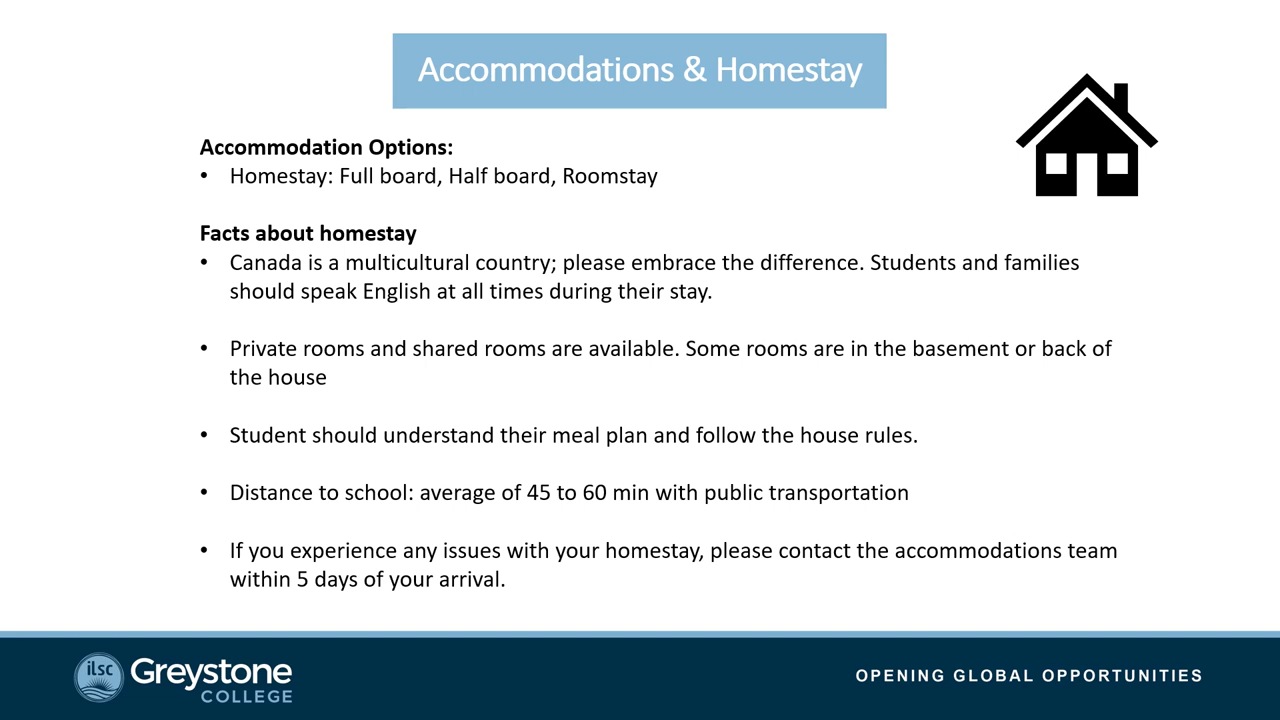 Accommodations & Homestay
Accommodation Options:
• Homestay: Full board, Half board, Roomstay
Facts about homestay
• Canada is a multicultural country; please embrace the difference. Students and families
should speak English at all times during their stay.
• Private rooms and shared rooms are available. Some rooms are in the basement or back of
the house
• Student should understand their meal plan and follow the house rules.
• Distance to school: average of 45 to 60 min with public transportation
• If you experience any issues with your homestay, please contact the accommodations team
within 5 days of your arrival.
ilsc
Greystone
COLLEGE
OPENING GLOBAL OPPORTUNITIES